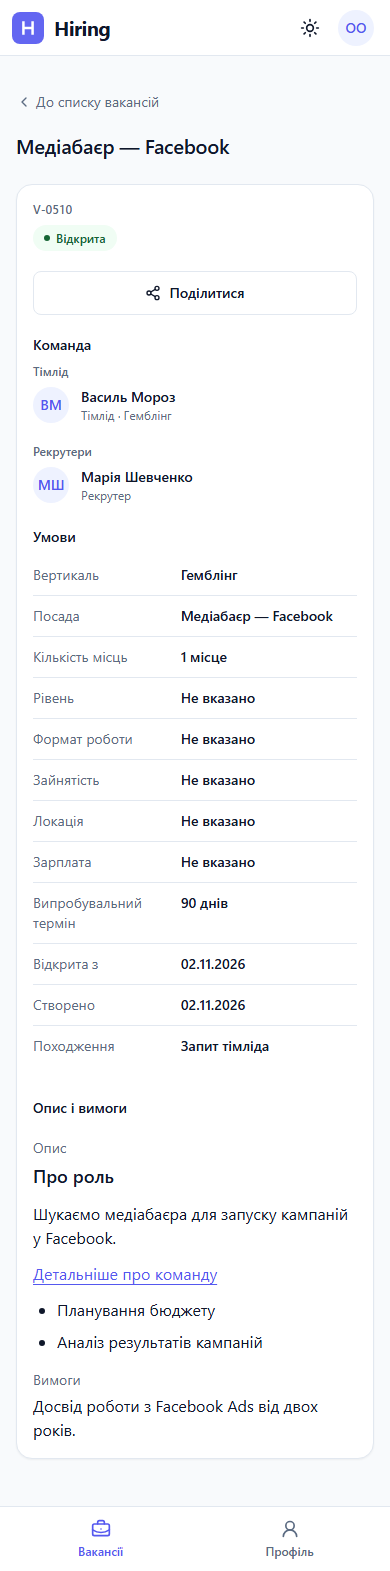 H Hiring
ОО
До списку вакансій
Медіабаєр — Facebook
V-0510
Відкрита
Поділитися
Команда
Тімлід
ВМ
Василь Мороз
Тімлід · Гемблінг
Рекрутери
МШ
Марія Шевченко
Рекрутер
Умови
Вертикаль Гемблінг
Посада Медіабаєр — Facebook
Кількість місць 1 місце
Рівень Не вказано
Формат роботи Не вказано
Зайнятість Не вказано
Локація Не вказано
Зарплата Не вказано
Випробувальний термін 90 днів
Відкрита з 02.11.2026
Створено 02.11.2026
Походження Запит тімліда
Опис і вимоги
Опис
Про роль
Шукаємо медіабаєра для запуску кампаній
у Facebook.
Детальніше про команду
• Планування бюджету
• Аналіз результатів кампаній
Вимоги
Досвід роботи з Facebook Ads від двох
років.
Вакансії
Профіль